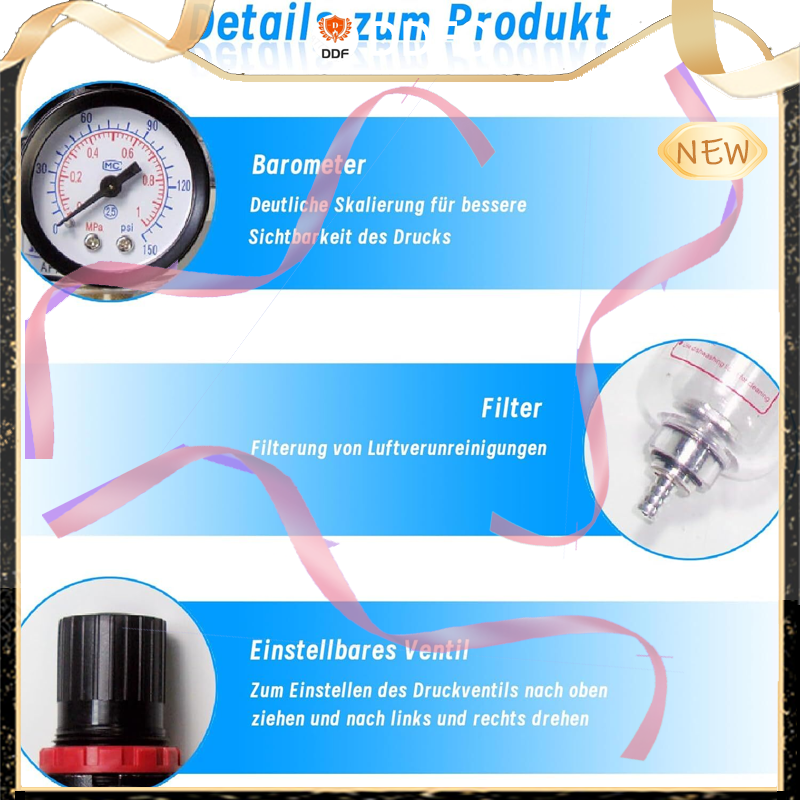 Details zum Produkt
DDF
NEW
60
90
0.4
0.6
MC
30
0.2
0.8
120
0
2.5
1
MPa
psi
150
Barometer
Deutliche Skalierung für bessere
Sichtbarkeit des Drucks
Filter
Filterung von Luftverunreinigungen
Einstellbares Ventil
Zum Einstellen des Druckventils nach oben
ziehen und nach links und rechts drehen